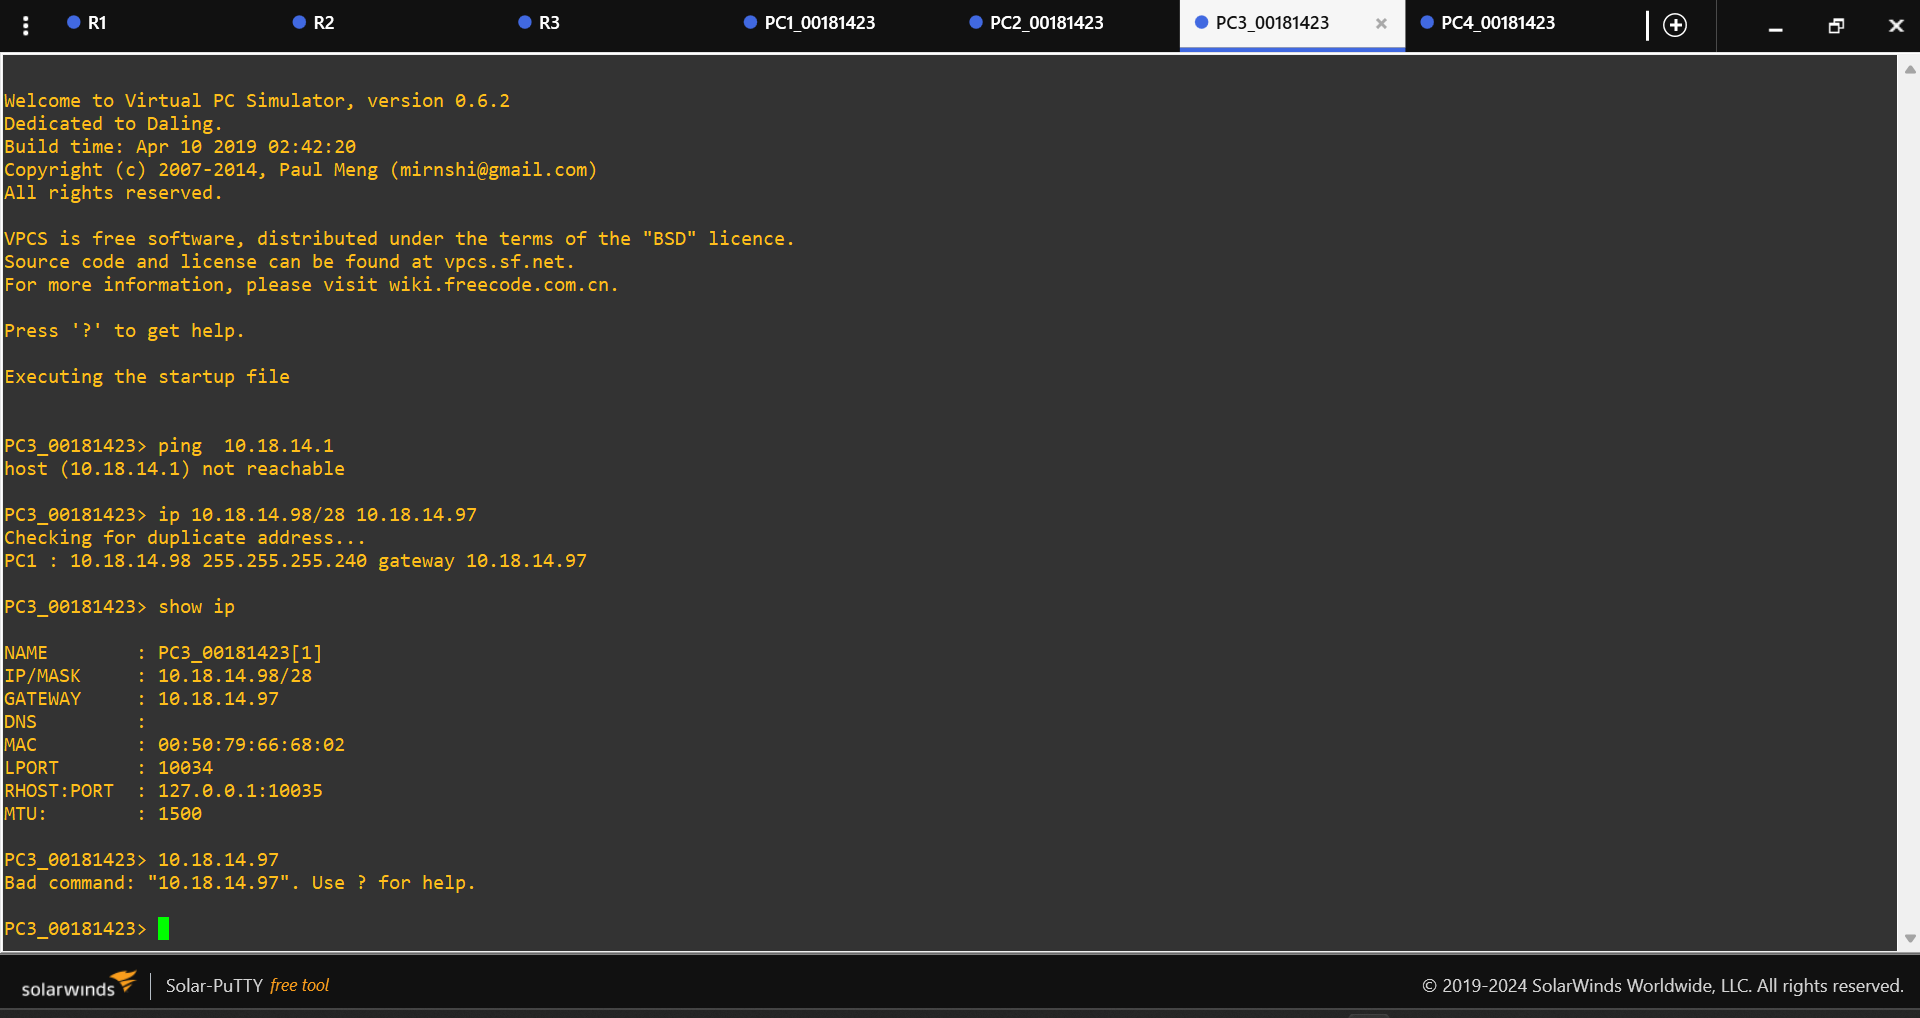 R1 R2 R3 PC1_00181423 PC2_00181423 PC3_00181423 PC4_00181423
Welcome to Virtual PC Simulator, version 0.6.2
Dedicated to Daling.
Build time: Apr 10 2019 02:42:20
Copyright (c) 2007-2014, Paul Meng (mirnshi@gmail.com)
All rights reserved.
VPCS is free software, distributed under the terms of the "BSD" licence.
Source code and license can be found at vpcs.sf.net.
For more information, please visit wiki.freecode.com.cn.
Press '?' to get help.
Executing the startup file
PC3_00181423> ping  10.18.14.1
host (10.18.14.1) not reachable
PC3_00181423> ip 10.18.14.98/28 10.18.14.97
Checking for duplicate address...
PC1 : 10.18.14.98 255.255.255.240 gateway 10.18.14.97
PC3_00181423> show ip
NAME        : PC3_00181423[1]
IP/MASK     : 10.18.14.98/28
GATEWAY     : 10.18.14.97
DNS         :
MAC         : 00:50:79:66:68:02
LPORT       : 10034
RHOST:PORT  : 127.0.0.1:10035
MTU:        : 1500
PC3_00181423> 10.18.14.97
Bad command: "10.18.14.97". Use ? for help.
PC3_00181423>
solarwinds Solar-PuTTY free tool © 2019-2024 SolarWinds Worldwide, LLC. All rights reserved.